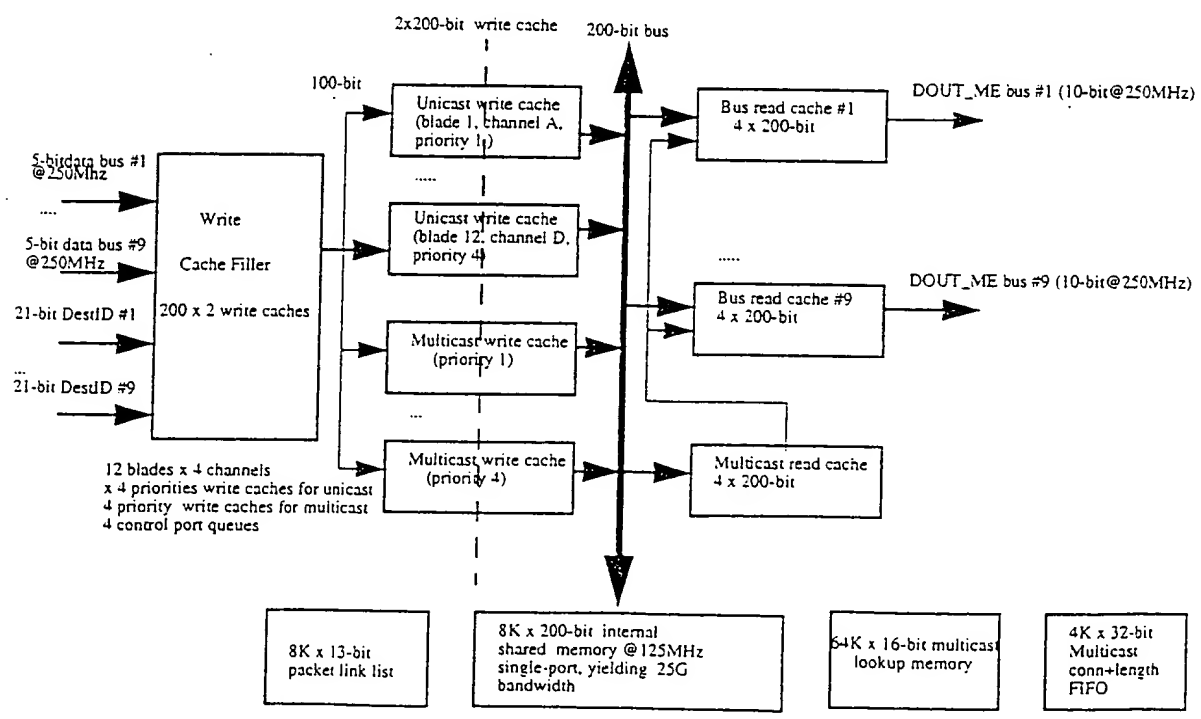 2x200-bit write cache
200-bit bus
100-bit
Unicast write cache
(blade 1, channel A,
priority 1)
.....
Unicast write cache
(blade 12, channel D,
priority 4)
Multicast write cache
(priority 1)
....
Multicast write cache
(priority 4)
5-bitdata bus #1
@250Mhz
....
5-bit data bus #9
@250MHz
21-bit DestID #1
...
21-bit DestID #9
Write
Cache Filler
200 x 2 write caches
12 blades x 4 channels
x 4 priorities write caches for unicast
4 priority write caches for multicast
4 control port queues
Bus read cache #1
4 x 200-bit
DOUT_ME bus #1 (10-bit@250MHz)
.....
Bus read cache #9
4 x 200-bit
DOUT_ME bus #9 (10-bit@250MHz)
Multicast read cache
4 x 200-bit
8K x 13-bit
packet link list
8K x 200-bit internal
shared memory @125MHz
single-port, yielding 25G
bandwidth
64K x 16-bit multicast
lookup memory
4K x 32-bit
Multicast
conn+length
FIFO